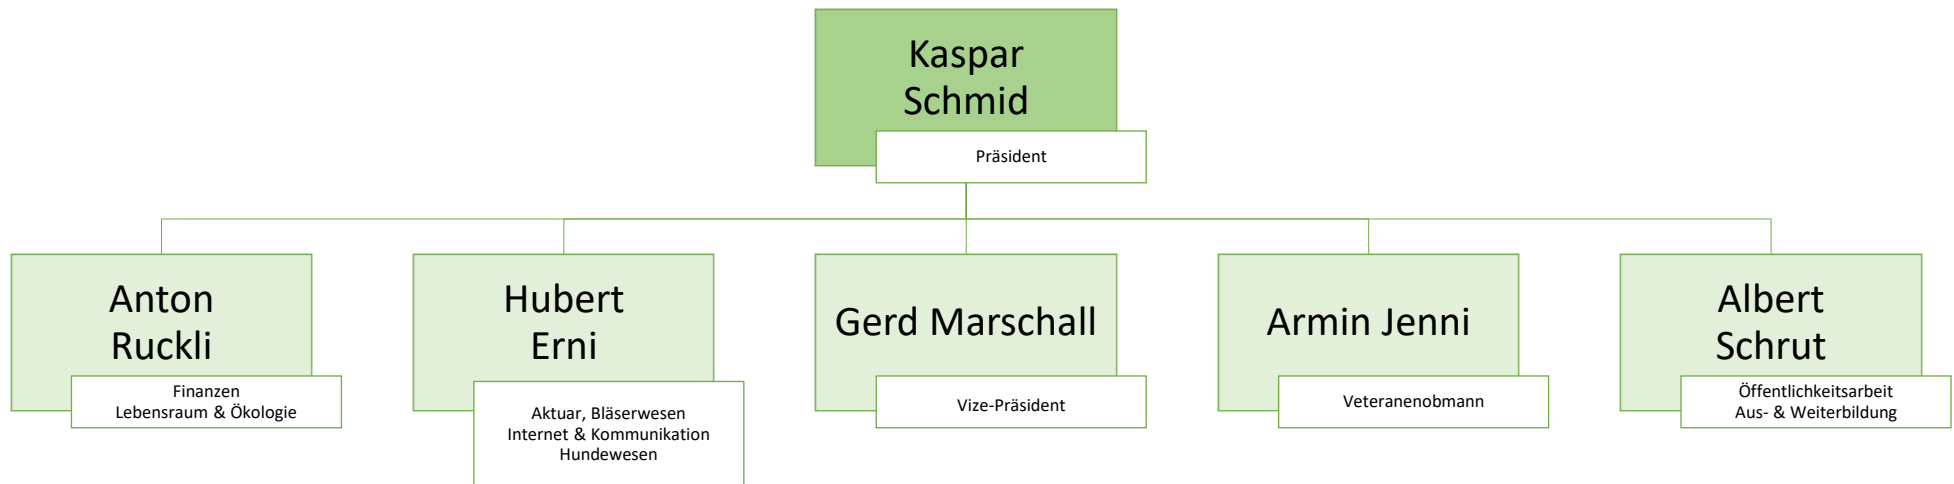 Kaspar
Schmid
Präsident
Anton
Ruckli
Finanzen
Lebensraum & Ökologie
Hubert
Erni
Aktuar, Bläserwesen
Internet & Kommunikation
Hundewesen
Gerd Marschall
Vize-Präsident
Armin Jenni
Veteranenobmann
Albert
Schrut
Öffentlichkeitsarbeit
Aus- & Weiterbildung